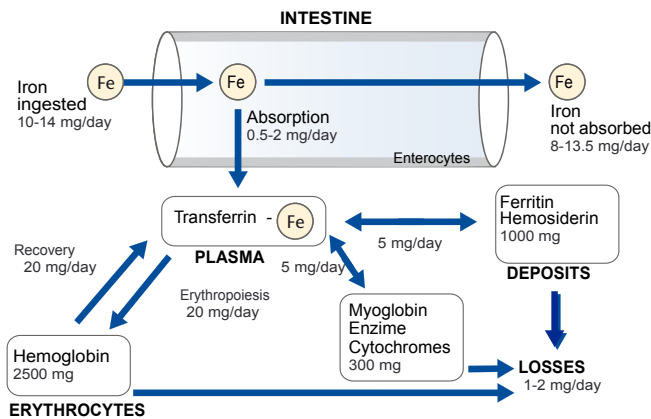 INTESTINE
Fe
Fe
Fe
Iron
ingested
10-14 mg/day
Absorption
0.5-2 mg/day
Iron
not absorbed
8-13.5 mg/day
Enterocytes
Transferrin - Fe
PLASMA
Ferritin
Hemosiderin
1000 mg
DEPOSITS
5 mg/day
5 mg/day
Recovery
20 mg/day
Erythropoiesis
20 mg/day
Myoglobin
Enzime
Cytochromes
300 mg
Hemoglobin
2500 mg
ERYTHROCYTES
LOSSES
1-2 mg/day